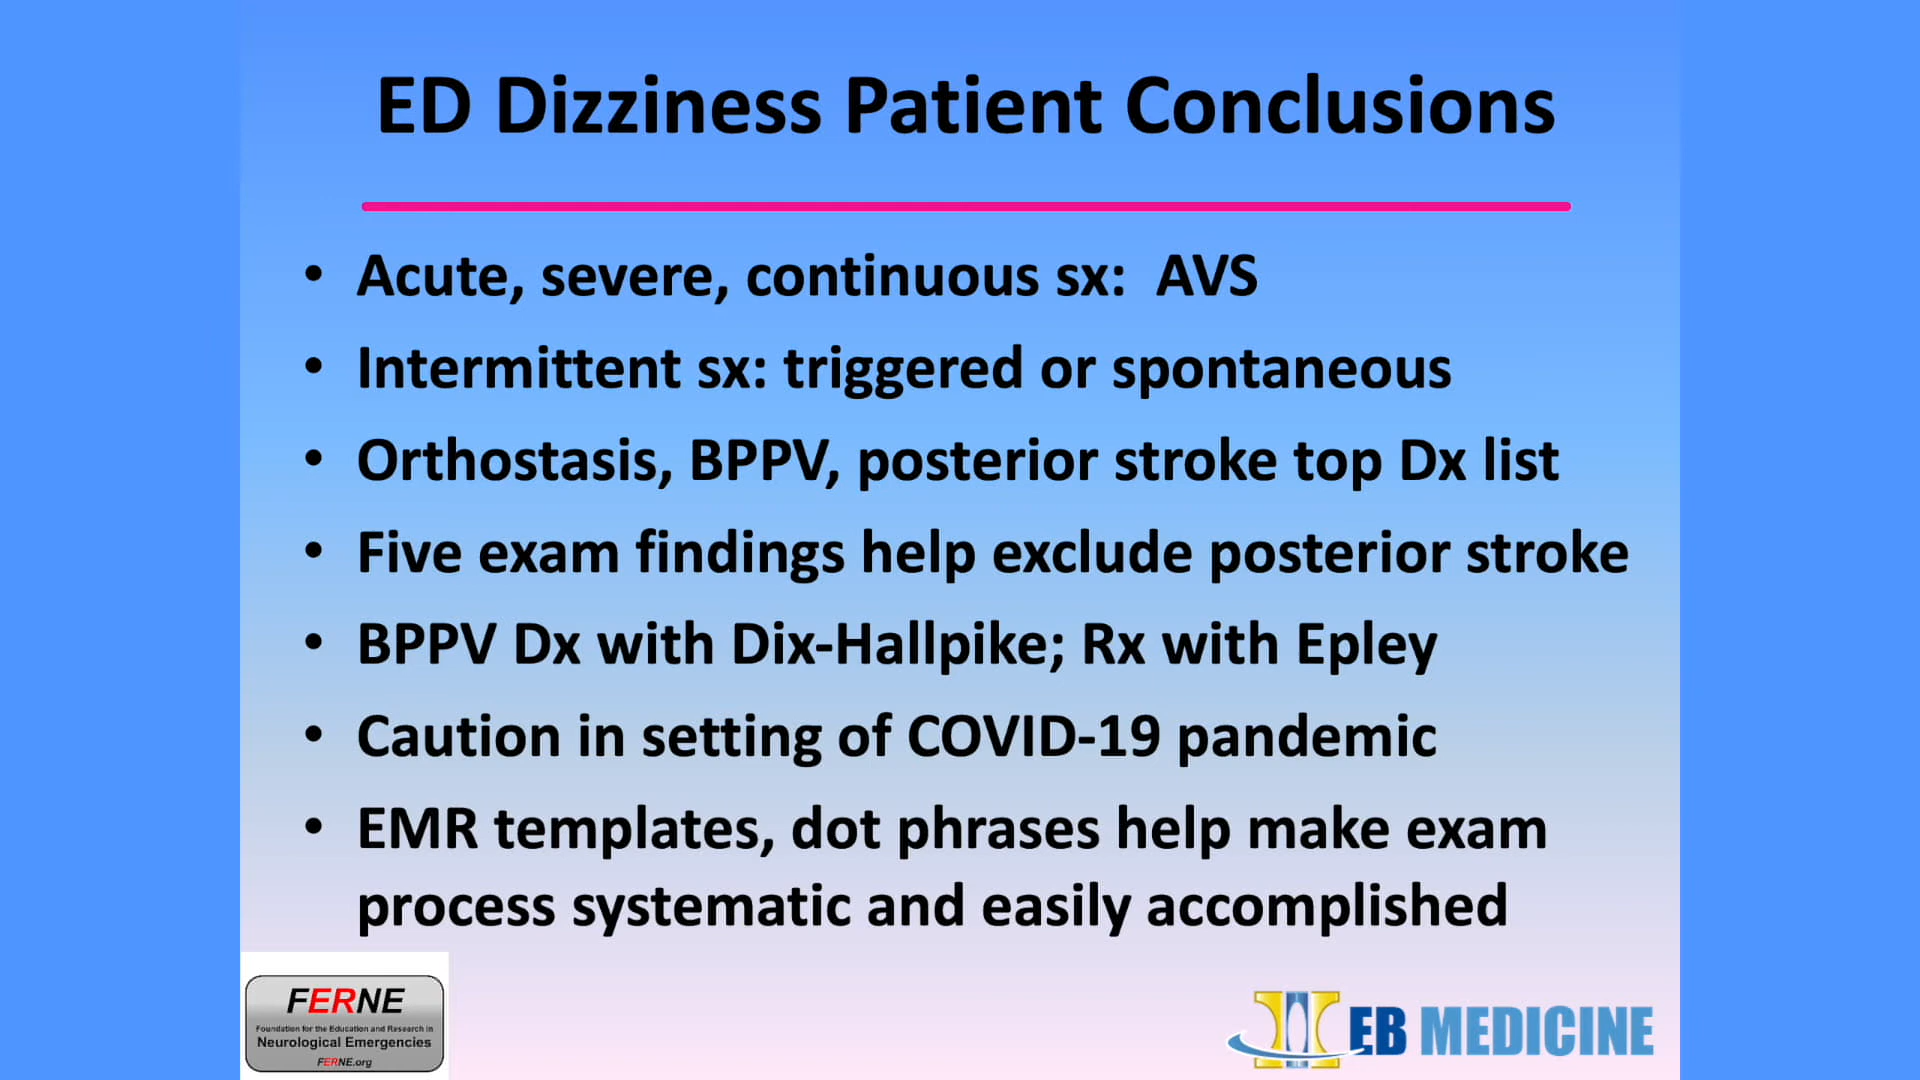 ED Dizziness Patient Conclusions
• Acute, severe, continuous sx:  AVS
• Intermittent sx: triggered or spontaneous
• Orthostasis, BPPV, posterior stroke top Dx list
• Five exam findings help exclude posterior stroke
• BPPV Dx with Dix-Hallpike; Rx with Epley
• Caution in setting of COVID-19 pandemic
• EMR templates, dot phrases help make exam
process systematic and easily accomplished
FERNE
Foundation for the Education and Research in
Neurological Emergencies
FERNE.org
EB MEDICINE